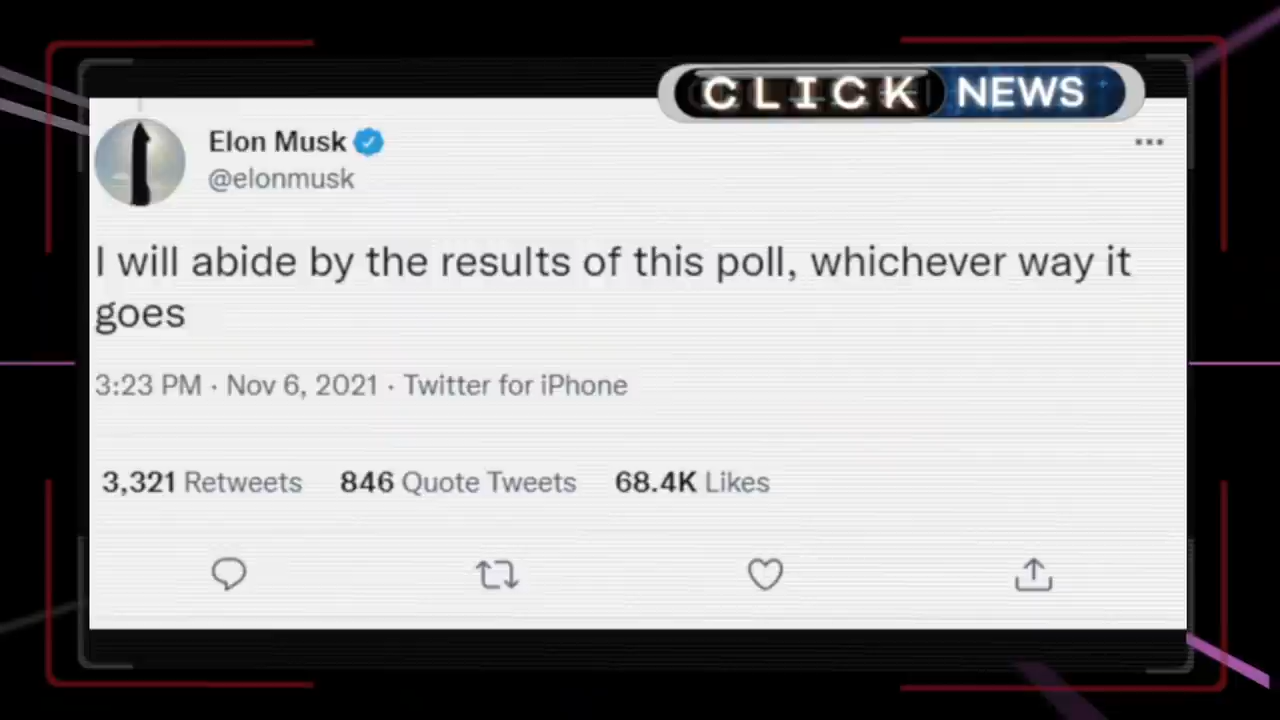 CLICK NEWS
Elon Musk
@elonmusk
I will abide by the results of this poll, whichever way it
goes
3:23 PM · Nov 6, 2021 · Twitter for iPhone
3,321 Retweets 846 Quote Tweets 68.4K Likes